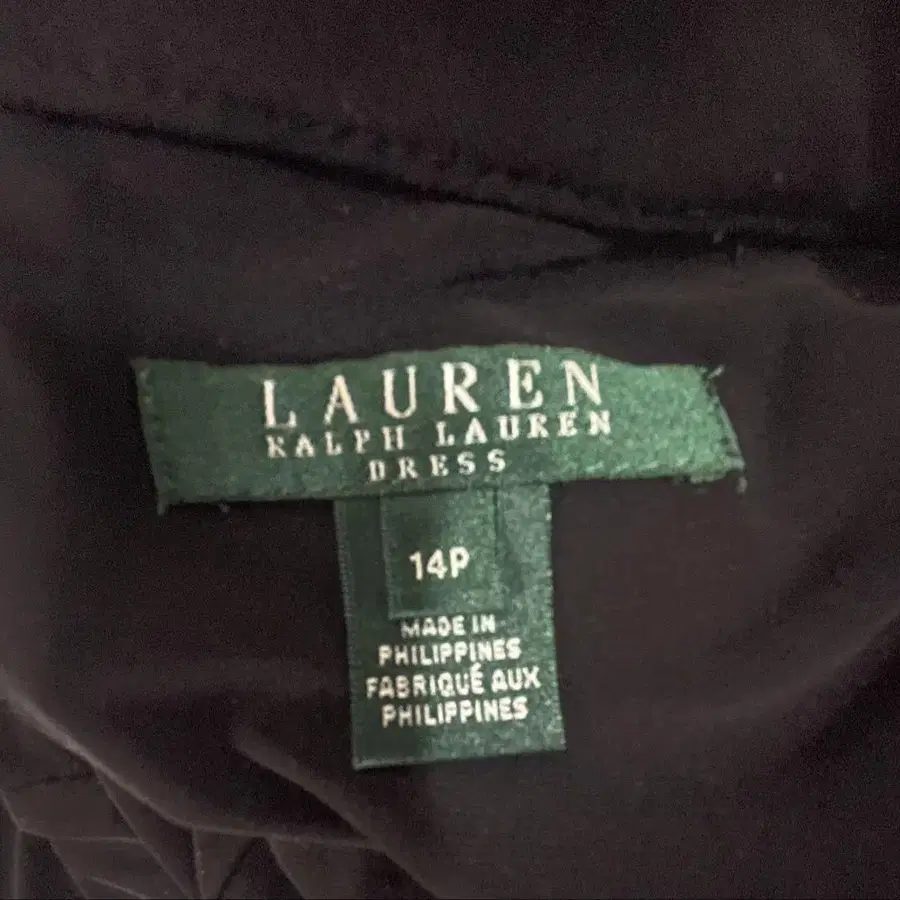 LAUREN
RALPH LAUREN
DRESS
14P
MADE IN
PHILIPPINES
FABRIQUÉ AUX
PHILIPPINES